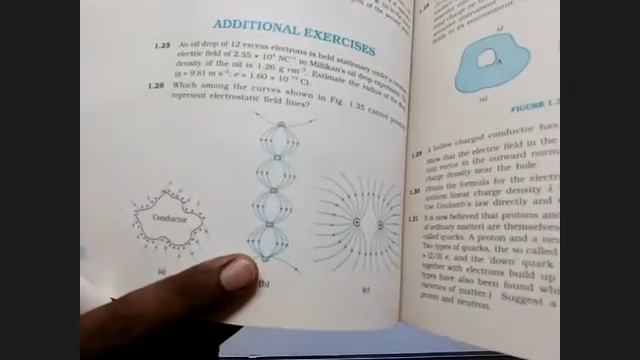 ADDITIONAL EXERCISES
1.25 An oil drop of 12 excess electrons is held stationary under a
electric field of 2.55 × 10⁴ NC⁻¹ in Millikan's oil drop experiment.
density of the oil is 1.26 g cm⁻³. Estimate the radius of the
(g = 9.81 m s⁻²; e = 1.60 × 10⁻¹⁹ C).
1.26 Which among the curves shown in Fig. 1.35 cannot
represent electrostatic field lines?
Conductor
(a)
(b)
(c)
A
(a)
FIGURE 1.3
1.29 A hollow charged conductor has
Show that the electric field in the
unit vector in the outward norm
charge density near the hole.
1.30 Obtain the formula for the electri
uniform linear charge density λ
Use Coulomb's law directly and
1.31 It is now believed that protons and
of ordinary matter) are themselves
called quarks. A proton and a neu
Two types of quarks, the so called
+ (2/3) e, and the 'down' quark
together with electrons build up
types have also been found whi
varieties of matter.) Suggest a
proton and neutron.